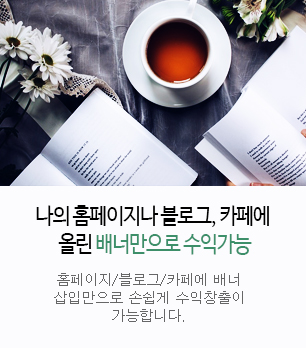 나의 홈페이지나 블로그, 카페에
올린 배너만으로 수익가능
홈페이지/블로그/카페에 배너
삽입만으로 손쉽게 수익창출이
가능합니다.